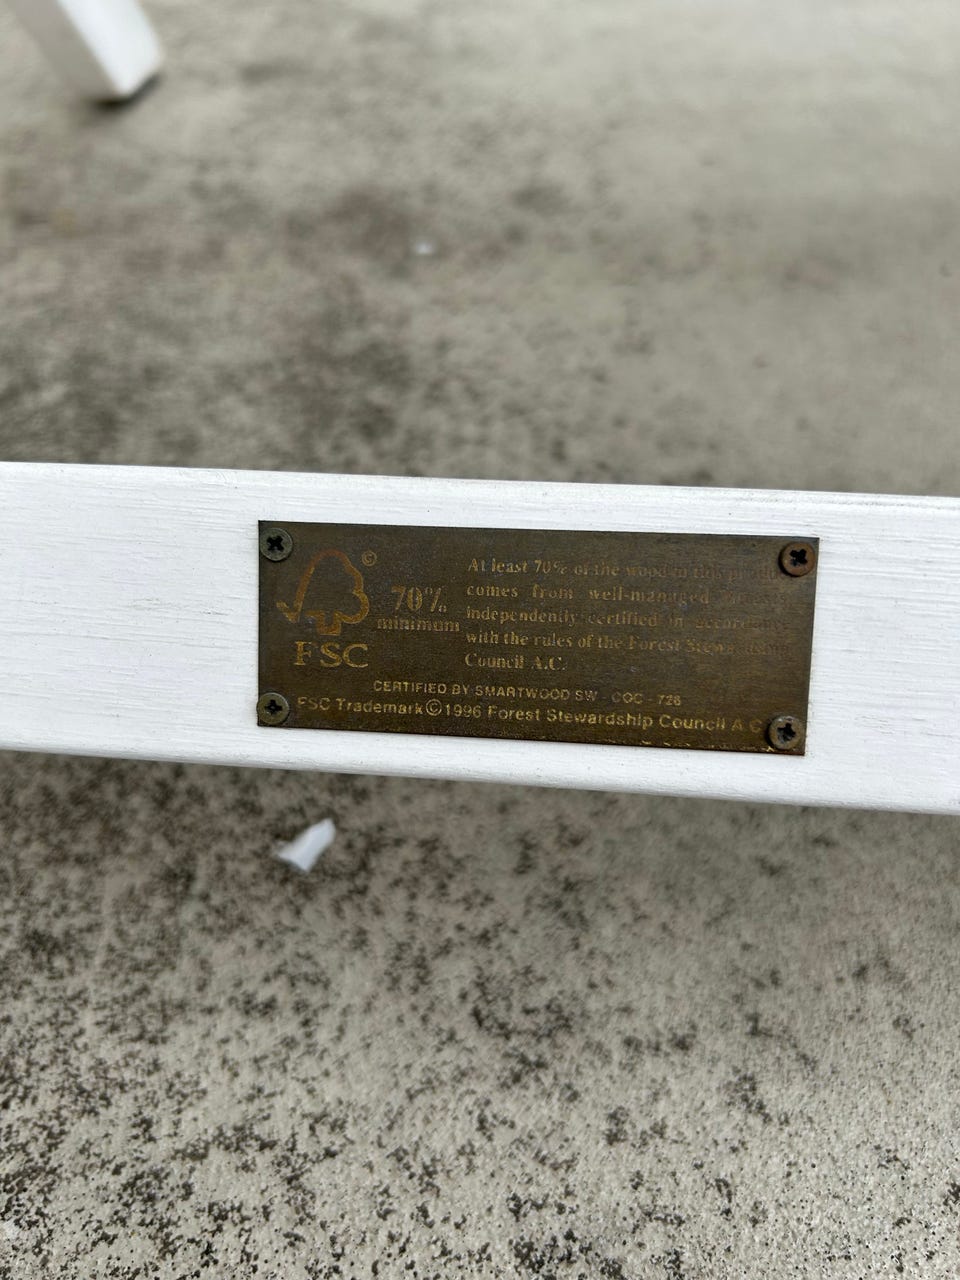 ©
FSC
70%
minimum
At least 70% of the wood in this product
comes from well-managed forests
independently certified in accordance
with the rules of the Forest Stewardship
Council A.C.
CERTIFIED BY SMARTWOOD SW - COC - 726
FSC Trademark©1996 Forest Stewardship Council A.C